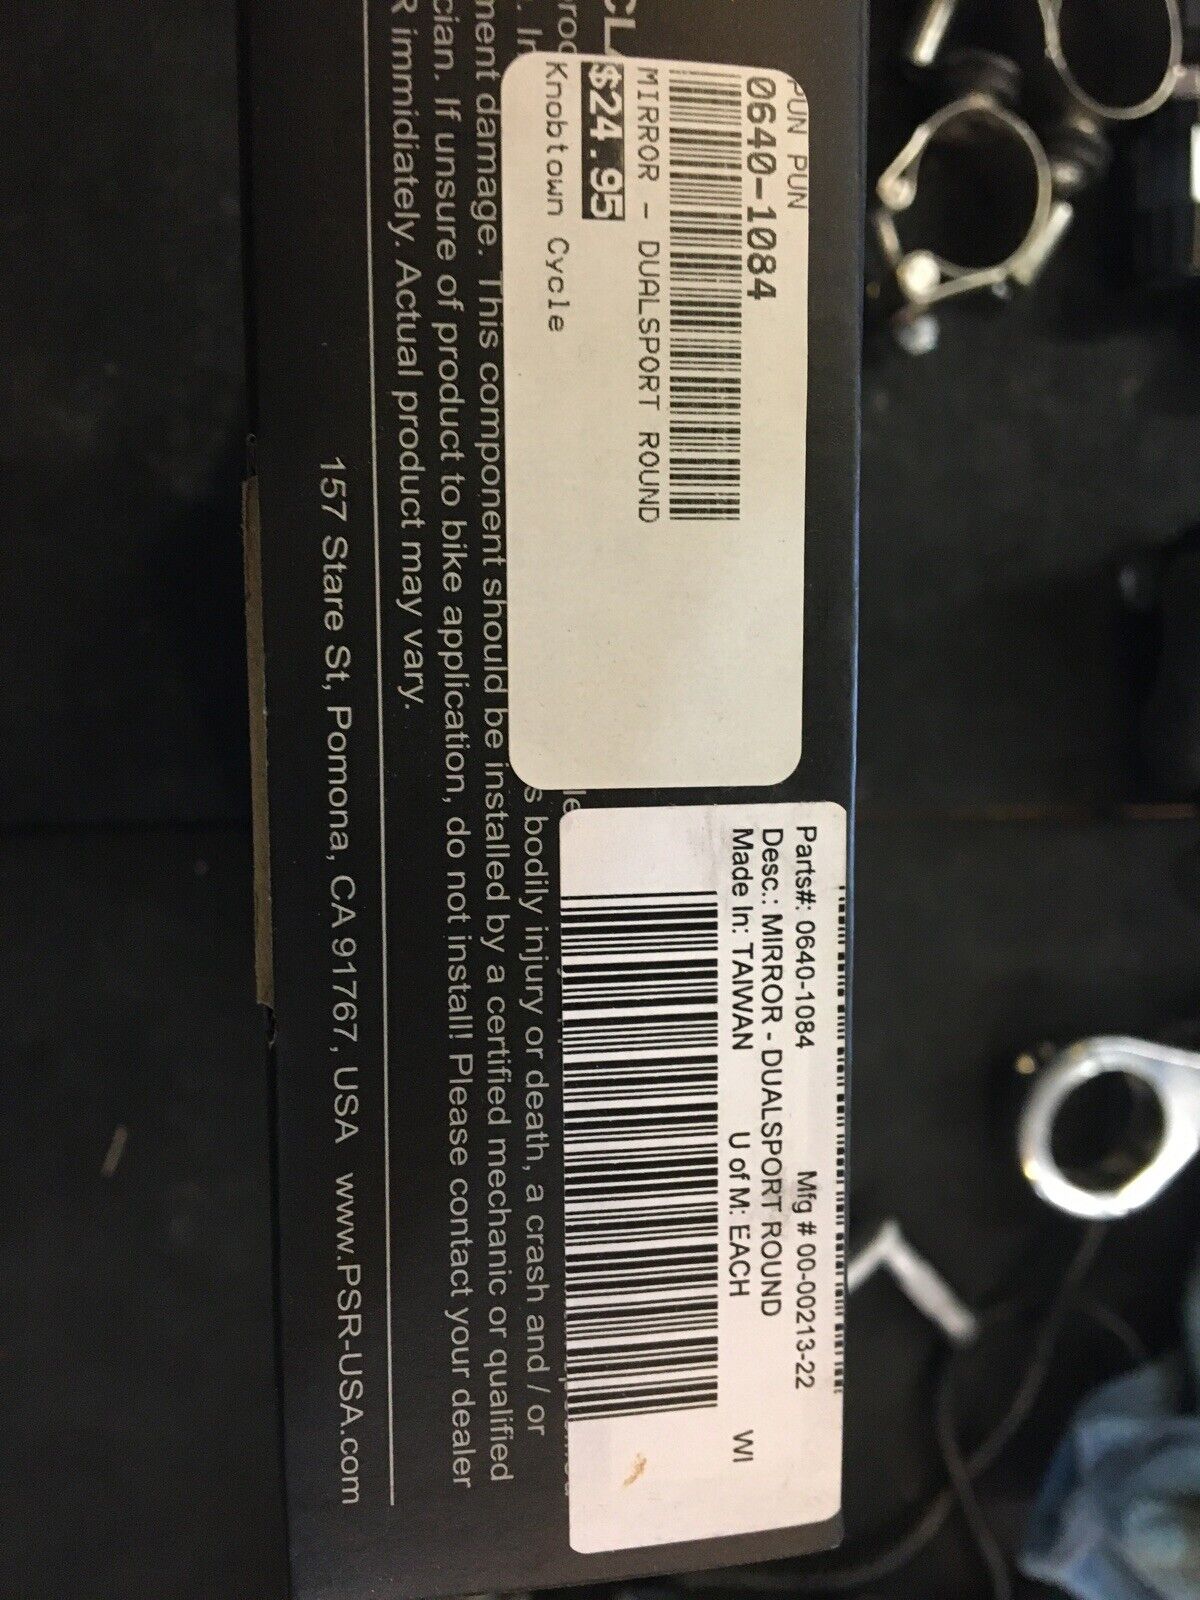 PUN PUN
0640-1084
MIRROR - DUALSPORT ROUND
$24.95
Knobtown Cycle
Parts#: 0640-1084 Mfg # 00-00213-22
Desc.: MIRROR - DUALSPORT ROUND
Made In: TAIWAN U of M: EACH WI
s bodily injury or death, a crash and / or
ment damage. This component should be installed by a certified mechanic or qualified
cian. If unsure of product to bike application, do not install! Please contact your dealer
R immidiately. Actual product may vary.
157 Stare St, Pomona, CA 91767, USA www.PSR-USA.com